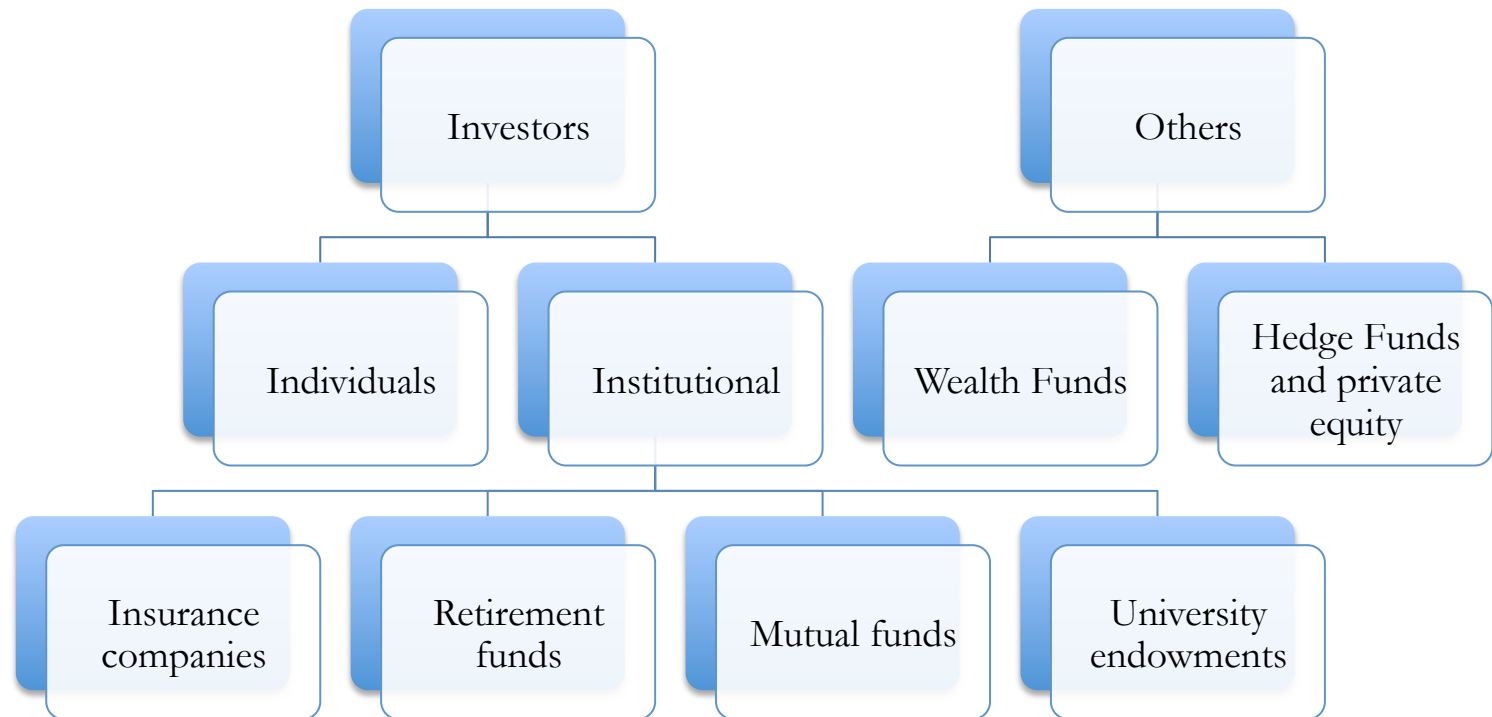 Investors
Others
Individuals
Institutional
Wealth Funds
Hedge Funds
and private
equity
Insurance
companies
Retirement
funds
Mutual funds
University
endowments